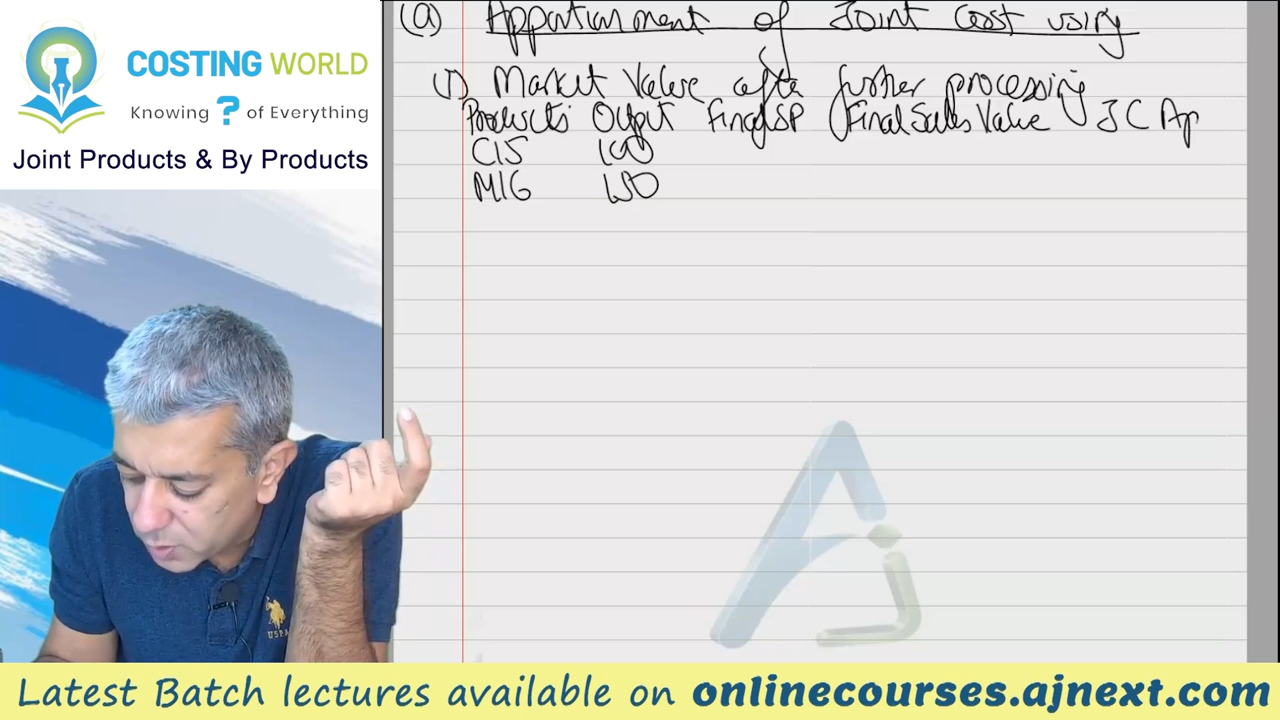 COSTING WORLD
Knowing ? of Everything
Joint Products & By Products
(a) Apportionment of Joint Cost using
(1) Market Value after further processing
Products Output Final SP Final Sales Value JC Ap
C15 100
M16 150
USPA
Latest Batch lectures available on onlinecourses.ajnext.com